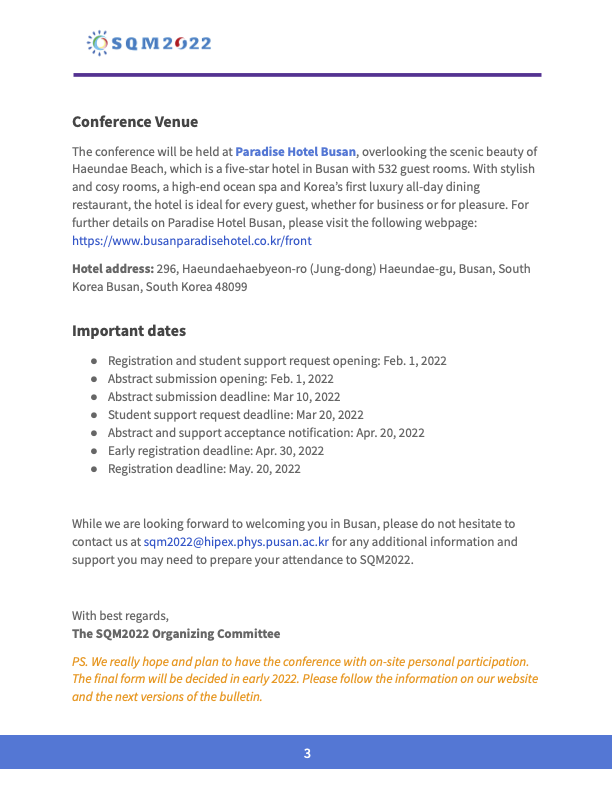 SQM2022
Conference Venue
The conference will be held at Paradise Hotel Busan, overlooking the scenic beauty of
Haeundae Beach, which is a five-star hotel in Busan with 532 guest rooms. With stylish
and cosy rooms, a high-end ocean spa and Korea's first luxury all-day dining
restaurant, the hotel is ideal for every guest, whether for business or for pleasure. For
further details on Paradise Hotel Busan, please visit the following webpage:
https://www.busanparadisehotel.co.kr/front
Hotel address: 296, Haeundaehaebyeon-ro (Jung-dong) Haeundae-gu, Busan, South
Korea Busan, South Korea 48099
Important dates
● Registration and student support request opening: Feb. 1, 2022
● Abstract submission opening: Feb. 1, 2022
● Abstract submission deadline: Mar 10, 2022
● Student support request deadline: Mar 20, 2022
● Abstract and support acceptance notification: Apr. 20, 2022
● Early registration deadline: Apr. 30, 2022
● Registration deadline: May. 20, 2022
While we are looking forward to welcoming you in Busan, please do not hesitate to
contact us at sqm2022@hipex.phys.pusan.ac.kr for any additional information and
support you may need to prepare your attendance to SQM2022.
With best regards,
The SQM2022 Organizing Committee
PS. We really hope and plan to have the conference with on-site personal participation.
The final form will be decided in early 2022. Please follow the information on our website
and the next versions of the bulletin.
3